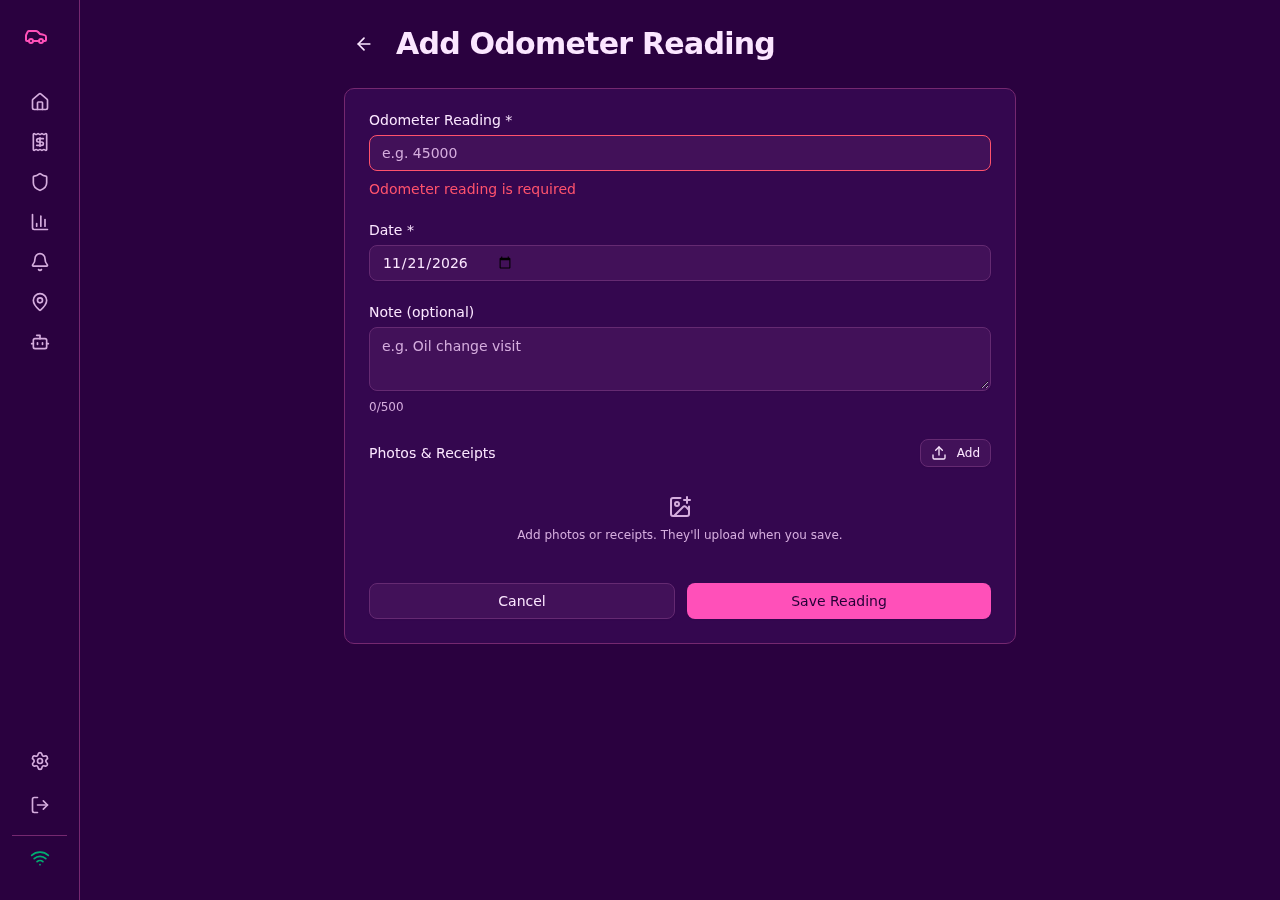 Add Odometer Reading
Odometer Reading *
e.g. 45000
Odometer reading is required
Date *
11/21/2026
Note (optional)
e.g. Oil change visit
0/500
Photos & Receipts
Add
Add photos or receipts. They'll upload when you save.
Cancel
Save Reading